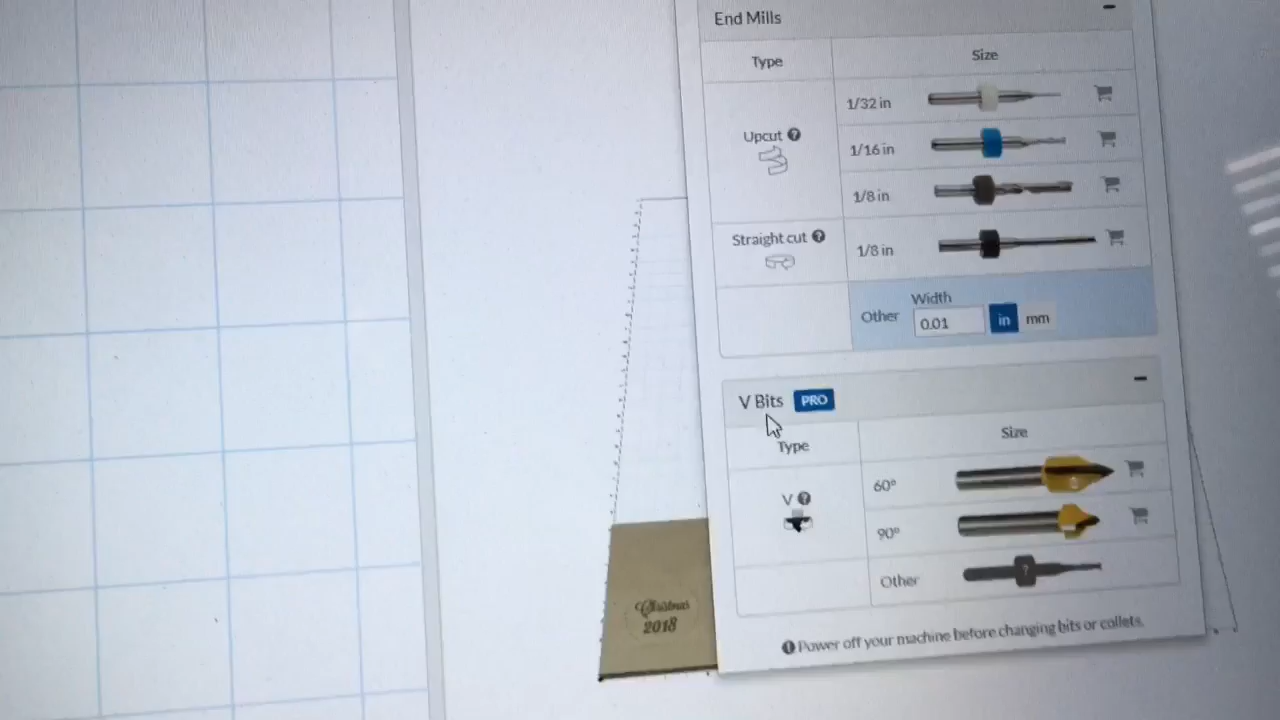 End Mills
Type
Size
Upcut ?
1/32 in
1/16 in
1/8 in
Straight cut ?
1/8 in
Other
Width
0.01
in
mm
V Bits PRO
Type
Size
V ?
60°
90°
Other
?
Power off your machine before changing bits or collets.
Christmas
2018